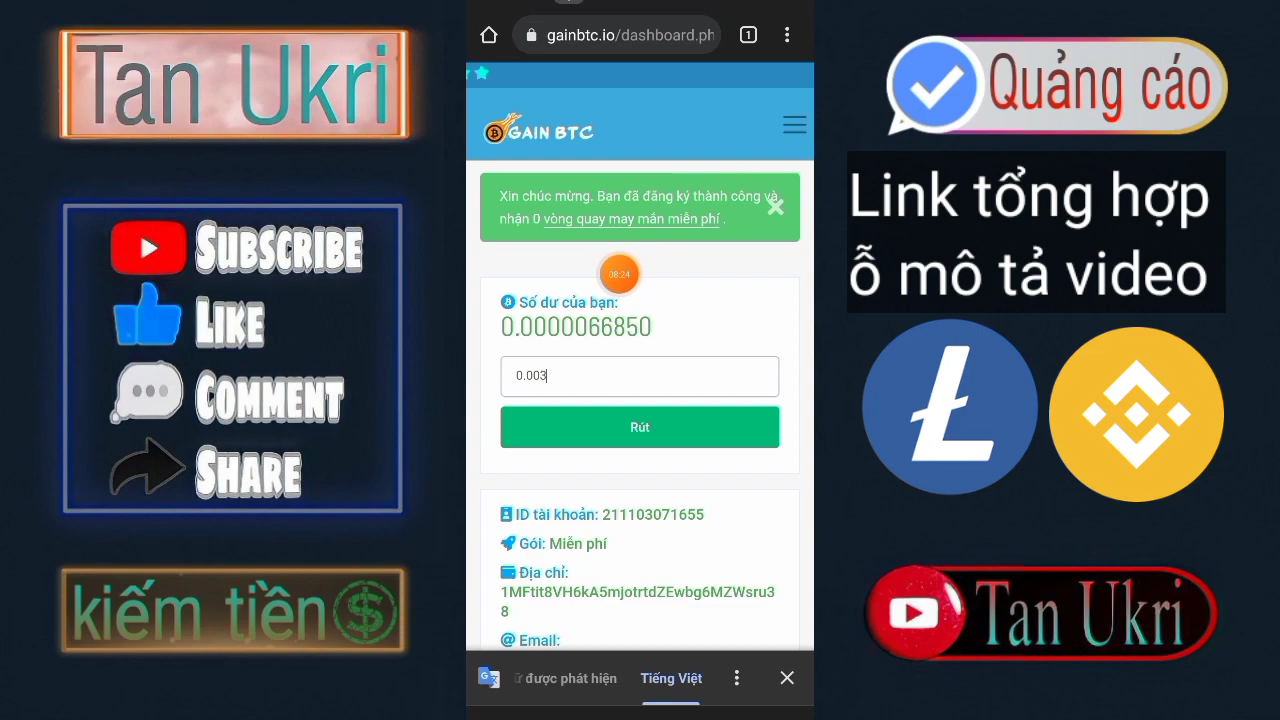 Tan Ukri
SUBSCRIBE
LIKE
COMMENT
SHARE
kiếm tiền
gainbtc.io/dashboard.ph
1
GAIN BTC
Xin chúc mừng. Bạn đã đăng ký thành công và
nhận 0 vòng quay may mắn miễn phí .
08:24
Số dư của bạn:
0.0000066850
0.003
Rút
ID tài khoản: 211103071655
Gói: Miễn phí
Địa chỉ:
1MFtit8VH6kA5mjotrtdZEwbg6MZWsru3
8
Email:
ữ được phát hiện
Tiếng Việt
Quảng cáo
Link tổng hợp
ỗ mô tả video
Tan Ukri